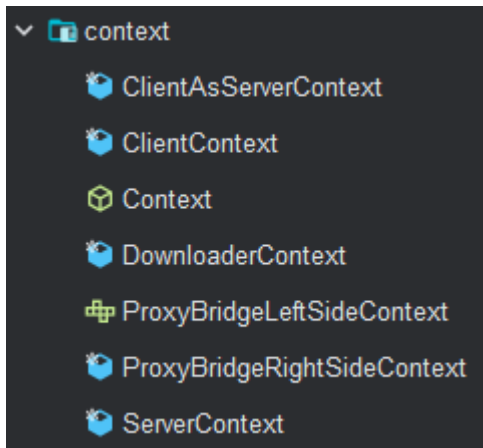 context
ClientAsServerContext
ClientContext
Context
DownloaderContext
ProxyBridgeLeftSideContext
ProxyBridgeRightSideContext
ServerContext